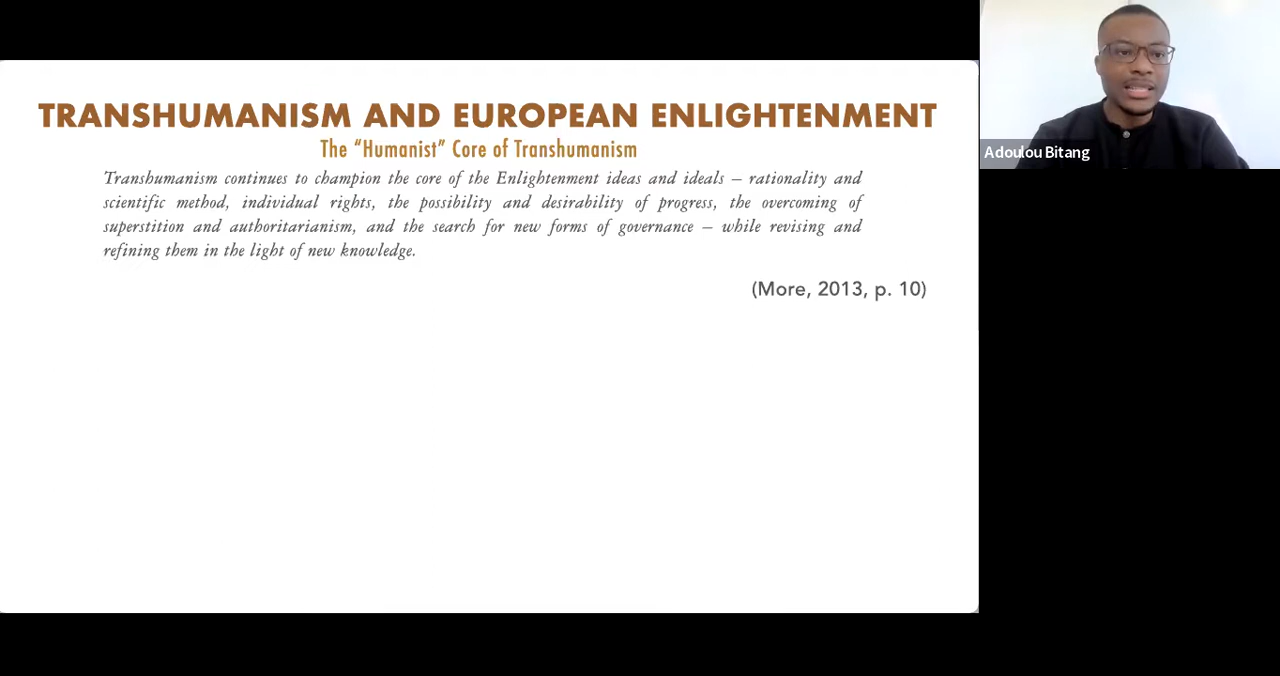 TRANSHUMANISM AND EUROPEAN ENLIGHTENMENT
The “Humanist” Core of Transhumanism
Transhumanism continues to champion the core of the Enlightenment ideas and ideals – rationality and
scientific method, individual rights, the possibility and desirability of progress, the overcoming of
superstition and authoritarianism, and the search for new forms of governance – while revising and
refining them in the light of new knowledge.
(More, 2013, p. 10)
Adoulou Bitang